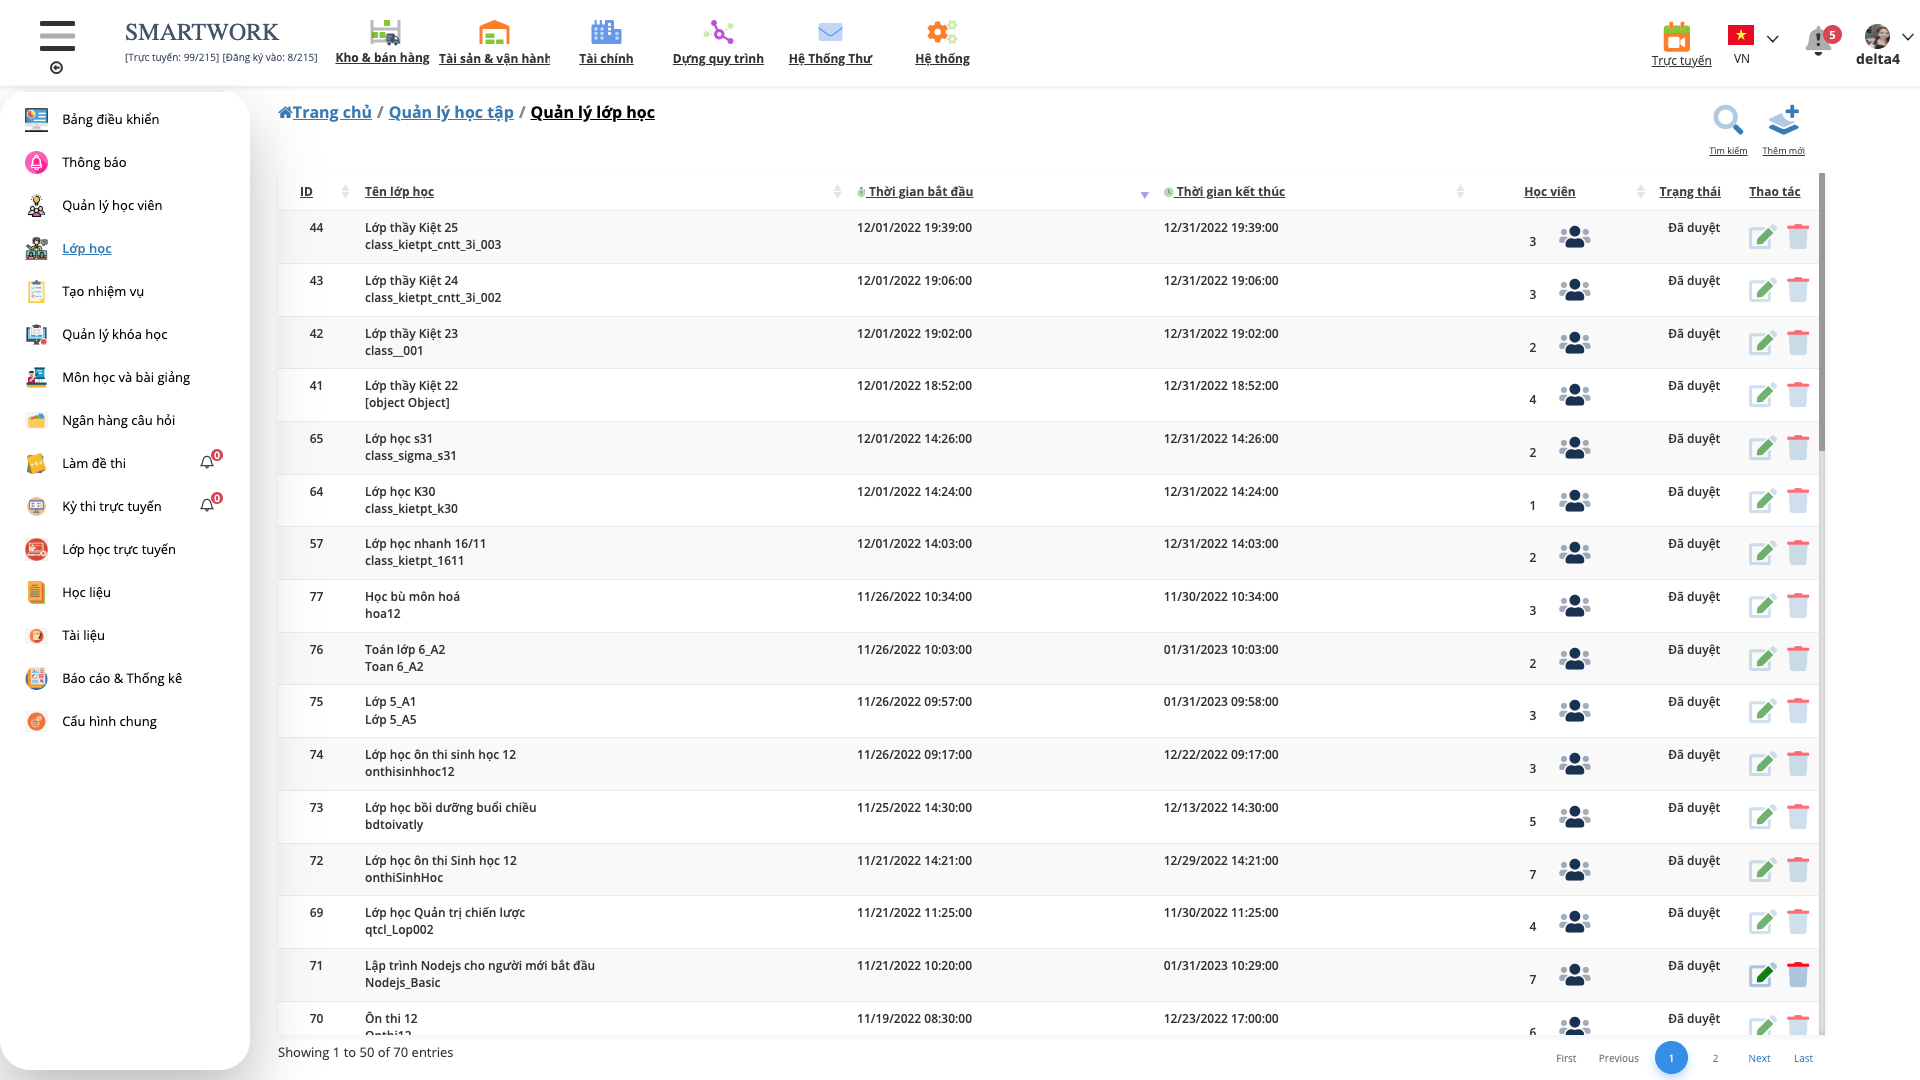 SMARTWORK
[Trực tuyến: 99/215] [Đăng ký vào: 8/215]
Kho & bán hàng
Tài sản & vận hành
Tài chính
Dựng quy trình
Hệ Thống Thư
Hệ thống
Trực tuyến
VN
5
delta4
Bảng điều khiển
Thông báo
Quản lý học viên
Lớp học
Tạo nhiệm vụ
Quản lý khóa học
Môn học và bài giảng
Ngân hàng câu hỏi
Làm đề thi 0
Kỳ thi trực tuyến 0
Lớp học trực tuyến
Học liệu
Tài liệu
Báo cáo & Thống kê
Cấu hình chung
Trang chủ / Quản lý học tập / Quản lý lớp học
Tìm kiếm
Thêm mới
ID Tên lớp học Thời gian bắt đầu Thời gian kết thúc Học viên Trạng thái Thao tác
44 Lớp thầy Kiệt 25 12/01/2022 19:39:00 12/31/2022 19:39:00 Đã duyệt
class_kietpt_cntt_3i_003 3
43 Lớp thầy Kiệt 24 12/01/2022 19:06:00 12/31/2022 19:06:00 Đã duyệt
class_kietpt_cntt_3i_002 3
42 Lớp thầy Kiệt 23 12/01/2022 19:02:00 12/31/2022 19:02:00 Đã duyệt
class__001 2
41 Lớp thầy Kiệt 22 12/01/2022 18:52:00 12/31/2022 18:52:00 Đã duyệt
[object Object] 4
65 Lớp học s31 12/01/2022 14:26:00 12/31/2022 14:26:00 Đã duyệt
class_sigma_s31 2
64 Lớp học K30 12/01/2022 14:24:00 12/31/2022 14:24:00 Đã duyệt
class_kietpt_k30 1
57 Lớp học nhanh 16/11 12/01/2022 14:03:00 12/31/2022 14:03:00 Đã duyệt
class_kietpt_1611 2
77 Học bù môn hoá 11/26/2022 10:34:00 11/30/2022 10:34:00 Đã duyệt
hoa12 3
76 Toán lớp 6_A2 11/26/2022 10:03:00 01/31/2023 10:03:00 Đã duyệt
Toan 6_A2 2
75 Lớp 5_A1 11/26/2022 09:57:00 01/31/2023 09:58:00 Đã duyệt
Lớp 5_A5 3
74 Lớp học ôn thi sinh học 12 11/26/2022 09:17:00 12/22/2022 09:17:00 Đã duyệt
onthisinhhoc12 3
73 Lớp học bồi dưỡng buổi chiều 11/25/2022 14:30:00 12/13/2022 14:30:00 Đã duyệt
bdtoivatly 5
72 Lớp học ôn thi Sinh học 12 11/21/2022 14:21:00 12/29/2022 14:21:00 Đã duyệt
onthiSinhHoc 7
69 Lớp học Quản trị chiến lược 11/21/2022 11:25:00 11/30/2022 11:25:00 Đã duyệt
qtcl_Lop002 4
71 Lập trình Nodejs cho người mới bắt đầu 11/21/2022 10:20:00 01/31/2023 10:29:00 Đã duyệt
Nodejs_Basic 7
70 Ôn thi 12 11/19/2022 08:30:00 12/23/2022 17:00:00 Đã duyệt
Onthi12 6
Showing 1 to 50 of 70 entries
First Previous 1 2 Next Last